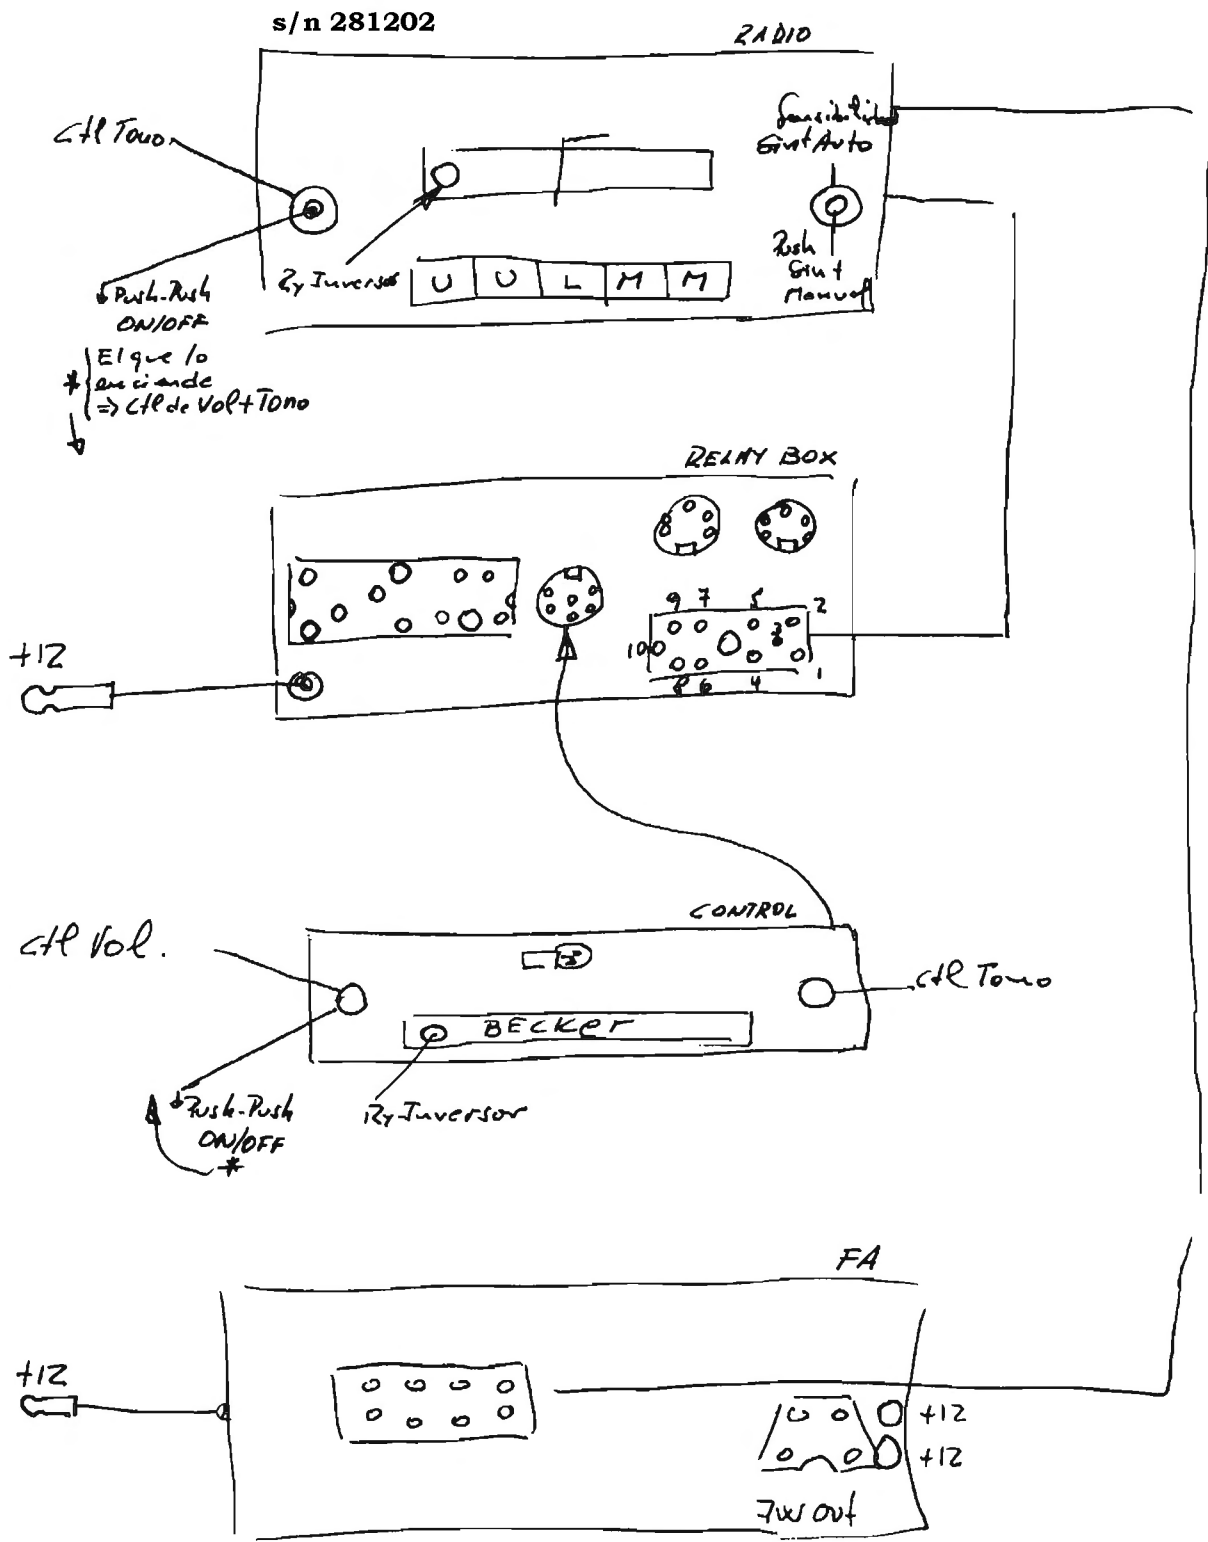 s/n 281202
RADIO
Ctl Tono
Sensibilidad
Sint Auto
Push
Sint
Manual
Ry Inversor
U U L M M
Push-Push
ON/OFF
* El que lo
enciende
=> Ctl de Vol + Tono
RELAY BOX
9 7 5 2
3
10
8 6 4 1
+12
CONTROL
Ctl Vol.
Ctl Tono
BECKER
Push-Push
ON/OFF
*
Ry Inversor
FA
+12
+12
+12
7W OUT